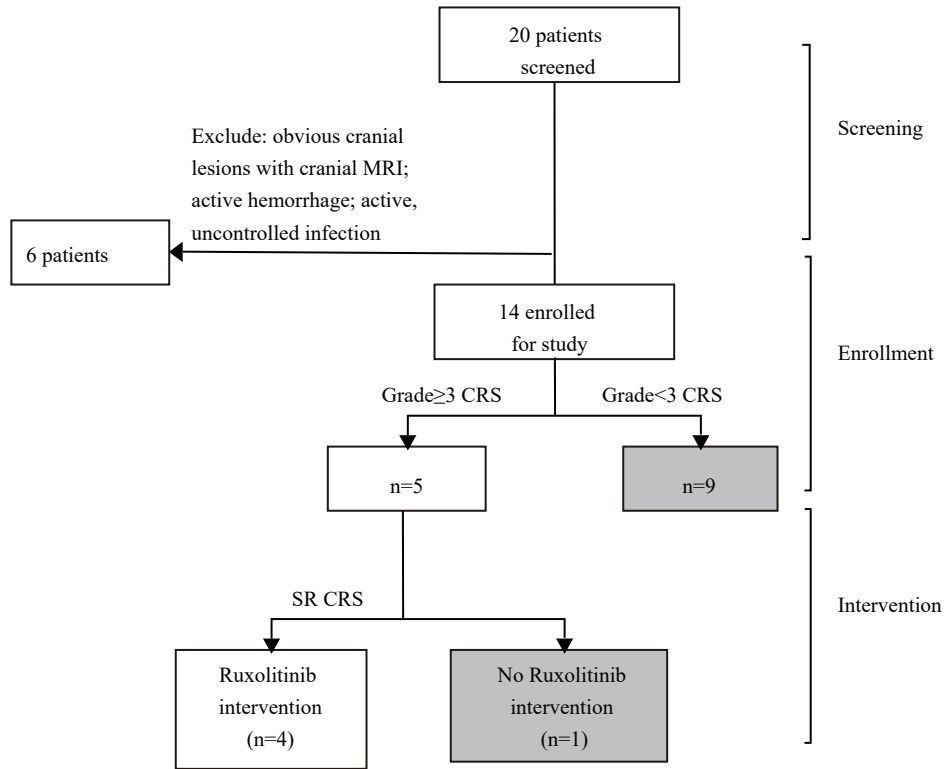 20 patients
screened
Screening
Exclude: obvious cranial
lesions with cranial MRI;
active hemorrhage; active,
uncontrolled infection
6 patients
14 enrolled
for study
Enrollment
Grade≥3 CRS
Grade<3 CRS
n=5
n=9
SR CRS
Intervention
Ruxolitinib
intervention
(n=4)
No Ruxolitinib
intervention
(n=1)